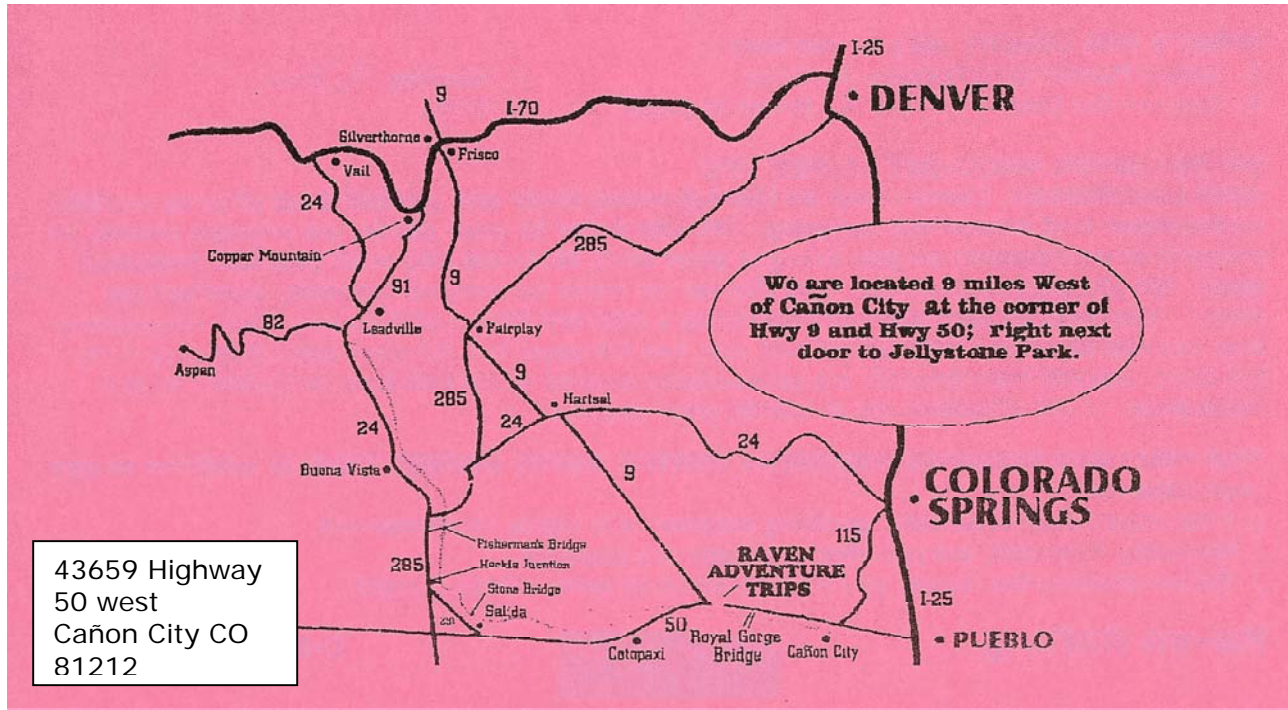 I-25
DENVER
9
I-70
Silverthorne
Frisco
Vail
24
Copper Mountain
285
9
91
We are located 9 miles West
of Cañon City at the corner of
Hwy 9 and Hwy 50; right next
door to Jellystone Park.
82
Leadville
Fairplay
Aspen
9
285
Hartsel
24
24
24
Buena Vista
9
COLORADO
SPRINGS
115
Fisherman's Bridge
285
Stone Bridge
Salida
RAVEN
ADVENTURE
TRIPS
I-25
50
Royal Gorge
Bridge
Cotopaxi
Cañon City
PUEBLO
43659 Highway
50 west
Cañon City CO
81212